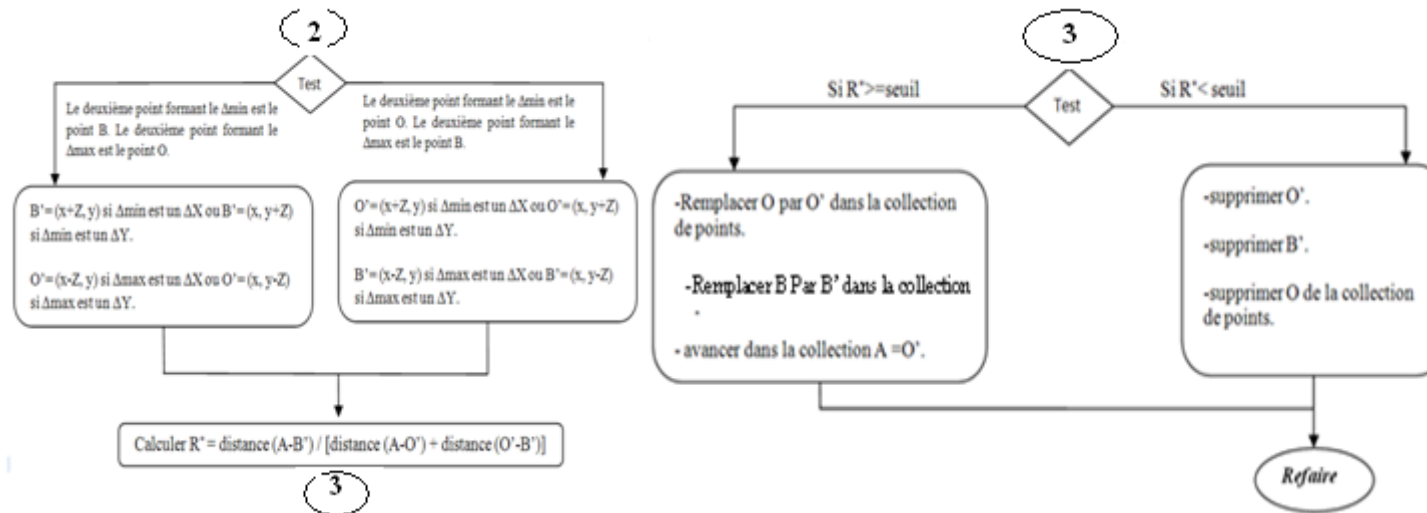 2
Test
Le deuxième point formant le Δmin est le
point B. Le deuxième point formant le
Δmax est le point O.
Le deuxième point formant le Δmin est le
point O. Le deuxième point formant le
Δmax est le point B.
B'= (x+Z, y) si Δmin est un ΔX ou B'= (x, y+Z)
si Δmin est un ΔY.
O'= (x-Z, y) si Δmax est un ΔX ou O'= (x, y-Z)
si Δmax est un ΔY.
O'= (x+Z, y) si Δmin est un ΔX ou O'= (x, y+Z)
si Δmin est un ΔY.
B'= (x-Z, y) si Δmax est un ΔX ou B'= (x, y-Z)
si Δmax est un ΔY.
Calculer R'= distance (A-B') / [distance (A-O') + distance (O'-B')]
3
3
Test
Si R'>=seuil
Si R'< seuil
-Remplacer O par O' dans la collection
de points.
-Remplacer B Par B' dans la collection
.
- avancer dans la collection A =O'.
-supprimer O'.
-supprimer B'.
-supprimer O de la collection
de points.
Refaire